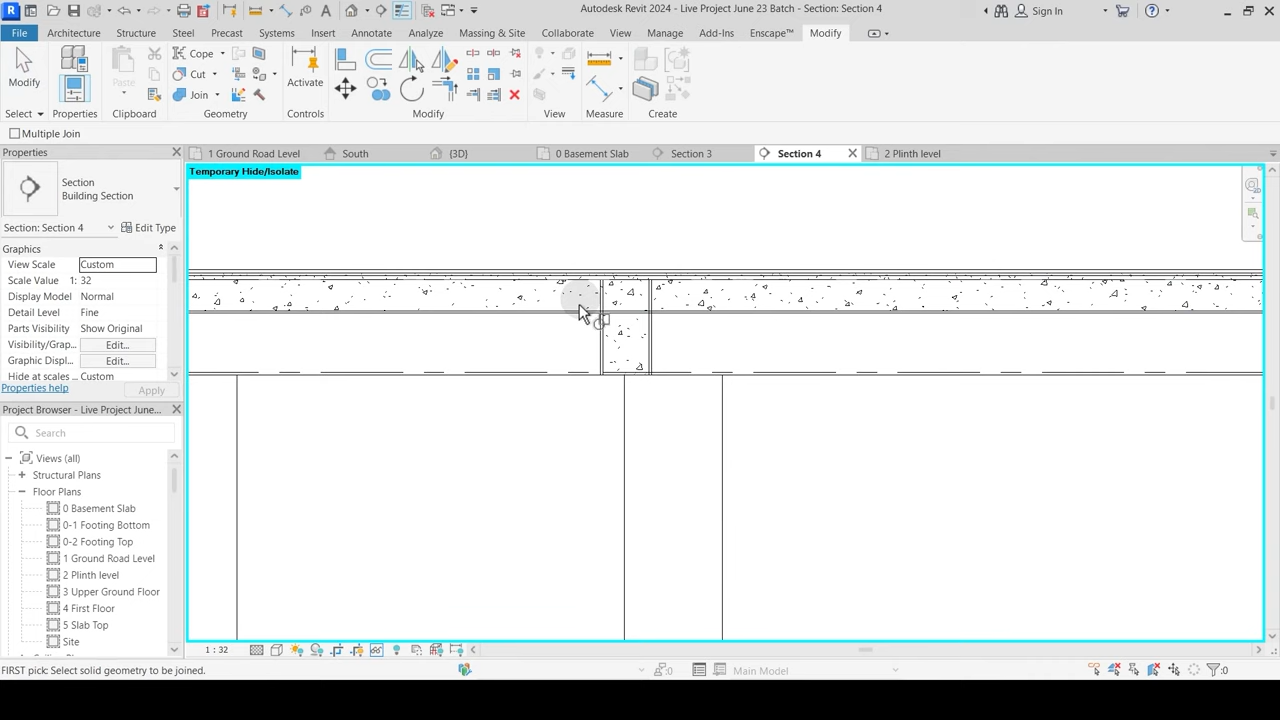 Autodesk Revit 2024 - Live Project June 23 Batch - Section: Section 4
Sign In
File Architecture Structure Steel Precast Systems Insert Annotate Analyze Massing & Site Collaborate View Manage Add-Ins Enscape™ Modify
Modify Paste Cope Cut Join Activate
Select Properties Clipboard Geometry Controls Modify View Measure Create
Multiple Join
Properties
1 Ground Road Level South {3D} 0 Basement Slab Section 3 Section 4 2 Plinth level
Temporary Hide/Isolate
Section
Building Section
Section: Section 4 Edit Type
Graphics
View Scale Custom
Scale Value 1: 32
Display Model Normal
Detail Level Fine
Parts Visibility Show Original
Visibility/Grap... Edit...
Graphic Displ... Edit...
Hide at scales ... Custom
Properties help Apply
Project Browser - Live Project June...
Search
Views (all)
Structural Plans
Floor Plans
0 Basement Slab
0-1 Footing Bottom
0-2 Footing Top
1 Ground Road Level
2 Plinth level
3 Upper Ground Floor
4 First Floor
5 Slab Top
Site
1 : 32
FIRST pick: Select solid geometry to be joined.
:0
Main Model
:0